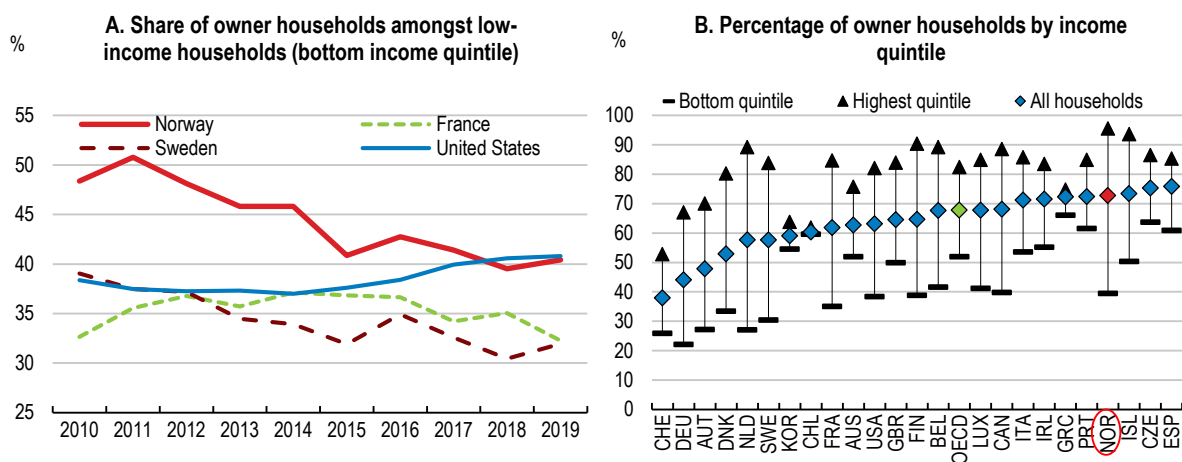 A. Share of owner households amongst low-
income households (bottom income quintile)
%
55
50
45
40
35
30
25
Norway
France
Sweden
United States
2010 2011 2012 2013 2014 2015 2016 2017 2018 2019
B. Percentage of owner households by income
quintile
%
Bottom quintile
Highest quintile
All households
100
90
80
70
60
50
40
30
20
10
0
CHE
DEU
AUT
DNK
NLD
SWE
KOR
CHL
FRA
AUS
USA
GBR
FIN
BEL
OECD
LUX
CAN
ITA
IRL
GRC
PRT
NOR
ISL
CZE
ESP